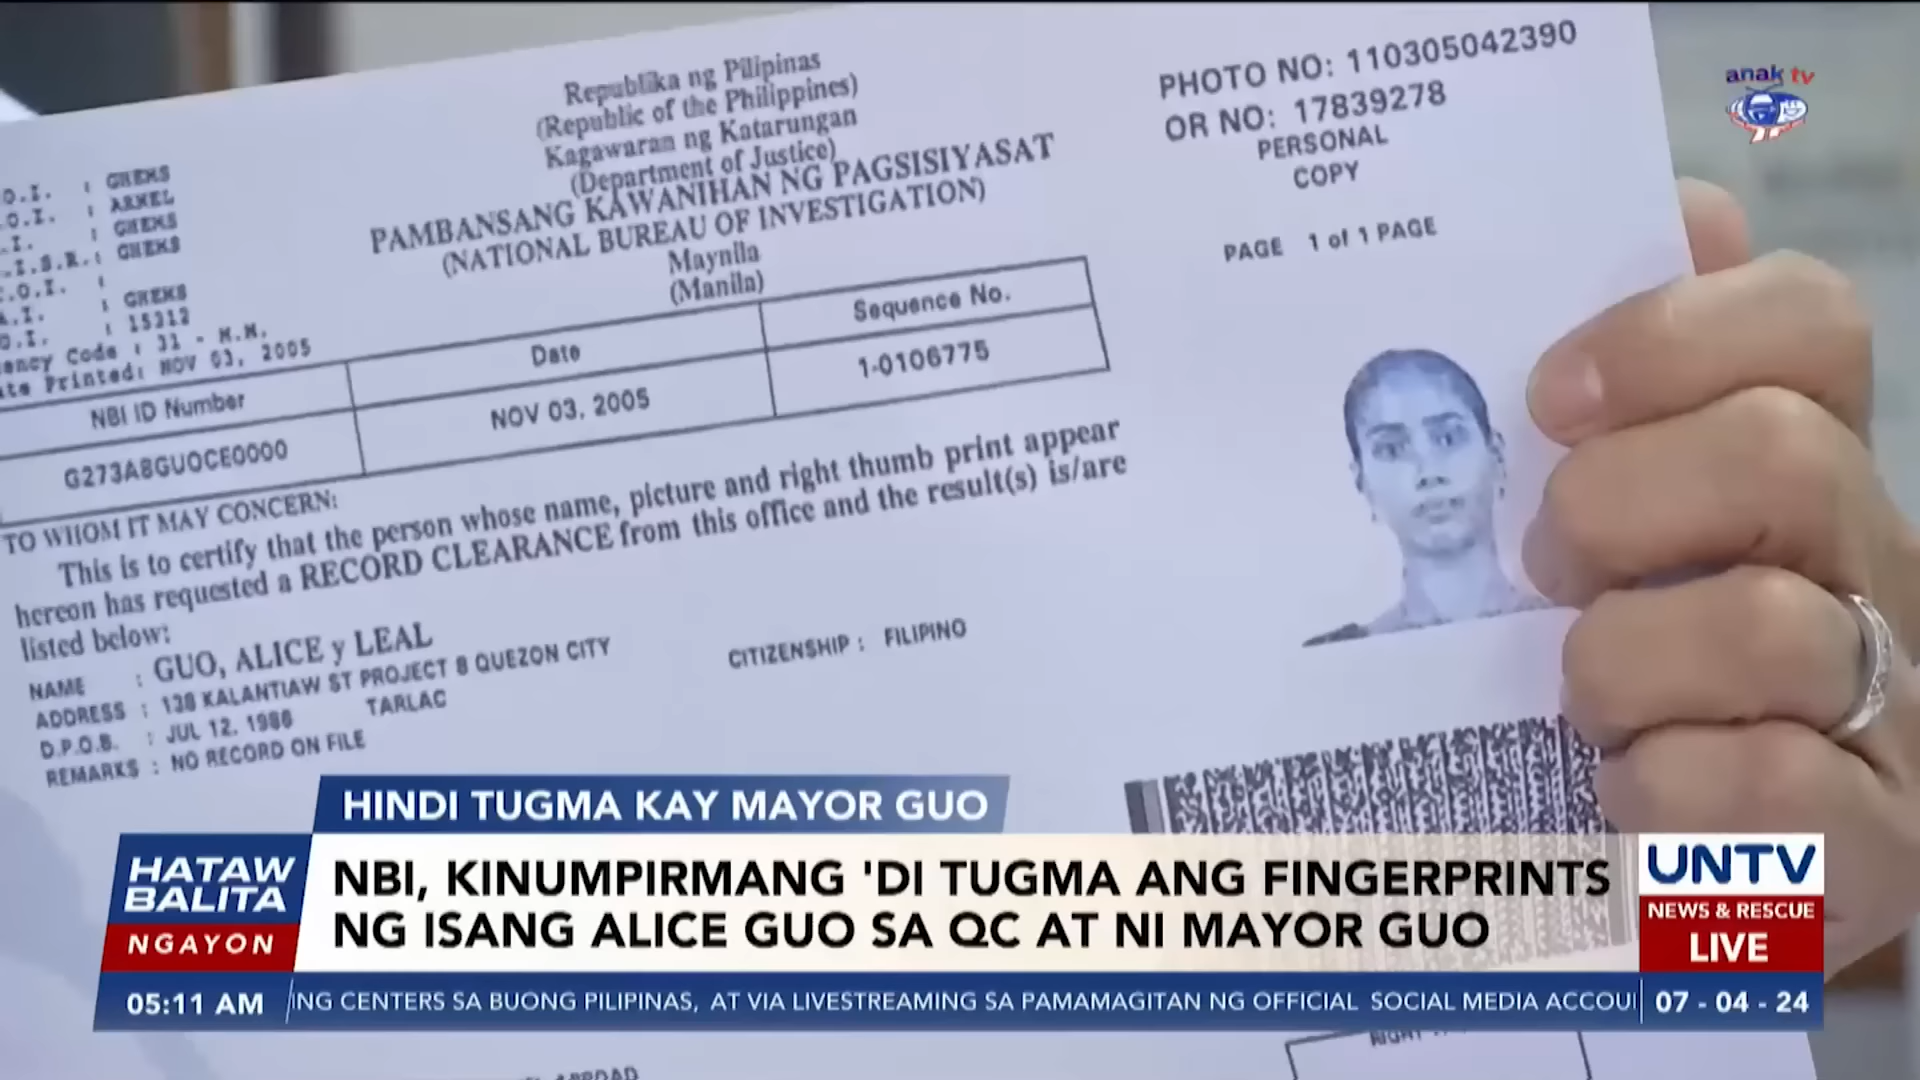 Republika ng Pilipinas
(Republic of the Philippines)
Kagawaran ng Katarungan
(Department of Justice)
PAMBANSANG KAWANIHAN NG PAGSISIYASAT
(NATIONAL BUREAU OF INVESTIGATION)
Maynila
(Manila)
PHOTO NO: 110305042390
OR NO: 17839278
PERSONAL
COPY
PAGE 1 of 1 PAGE
anak tv
O.I. : GHEMS
O.I. : ARNEL
.I. : GHEMS
.I.S.R.: GHEMS
.O.I. :
A.I. : GHEMS
O.I. : 15312
ency Code : 31 - M.M.
te Printed: NOV 03, 2005
NBI ID Number Date Sequence No.
G273A8GUOCE0000 NOV 03, 2005 1-0106775
TO WHOM IT MAY CONCERN:
This is to certify that the person whose name, picture and right thumb print appear
hereon has requested a RECORD CLEARANCE from this office and the result(s) is/are
listed below:
NAME : GUO, ALICE y LEAL
ADDRESS : 138 KALANTIAW ST PROJECT 8 QUEZON CITY CITIZENSHIP : FILIPINO
D.P.O.B. : JUL 12, 1986 TARLAC
REMARKS : NO RECORD ON FILE
HINDI TUGMA KAY MAYOR GUO
HATAW
BALITA
NGAYON
NBI, KINUMPIRMANG 'DI TUGMA ANG FINGERPRINTS
NG ISANG ALICE GUO SA QC AT NI MAYOR GUO
UNTV
NEWS & RESCUE
LIVE
05:11 AM
ING CENTERS SA BUONG PILIPINAS, AT VIA LIVESTREAMING SA PAMAMAGITAN NG OFFICIAL SOCIAL MEDIA ACCOU
07 - 04 - 24